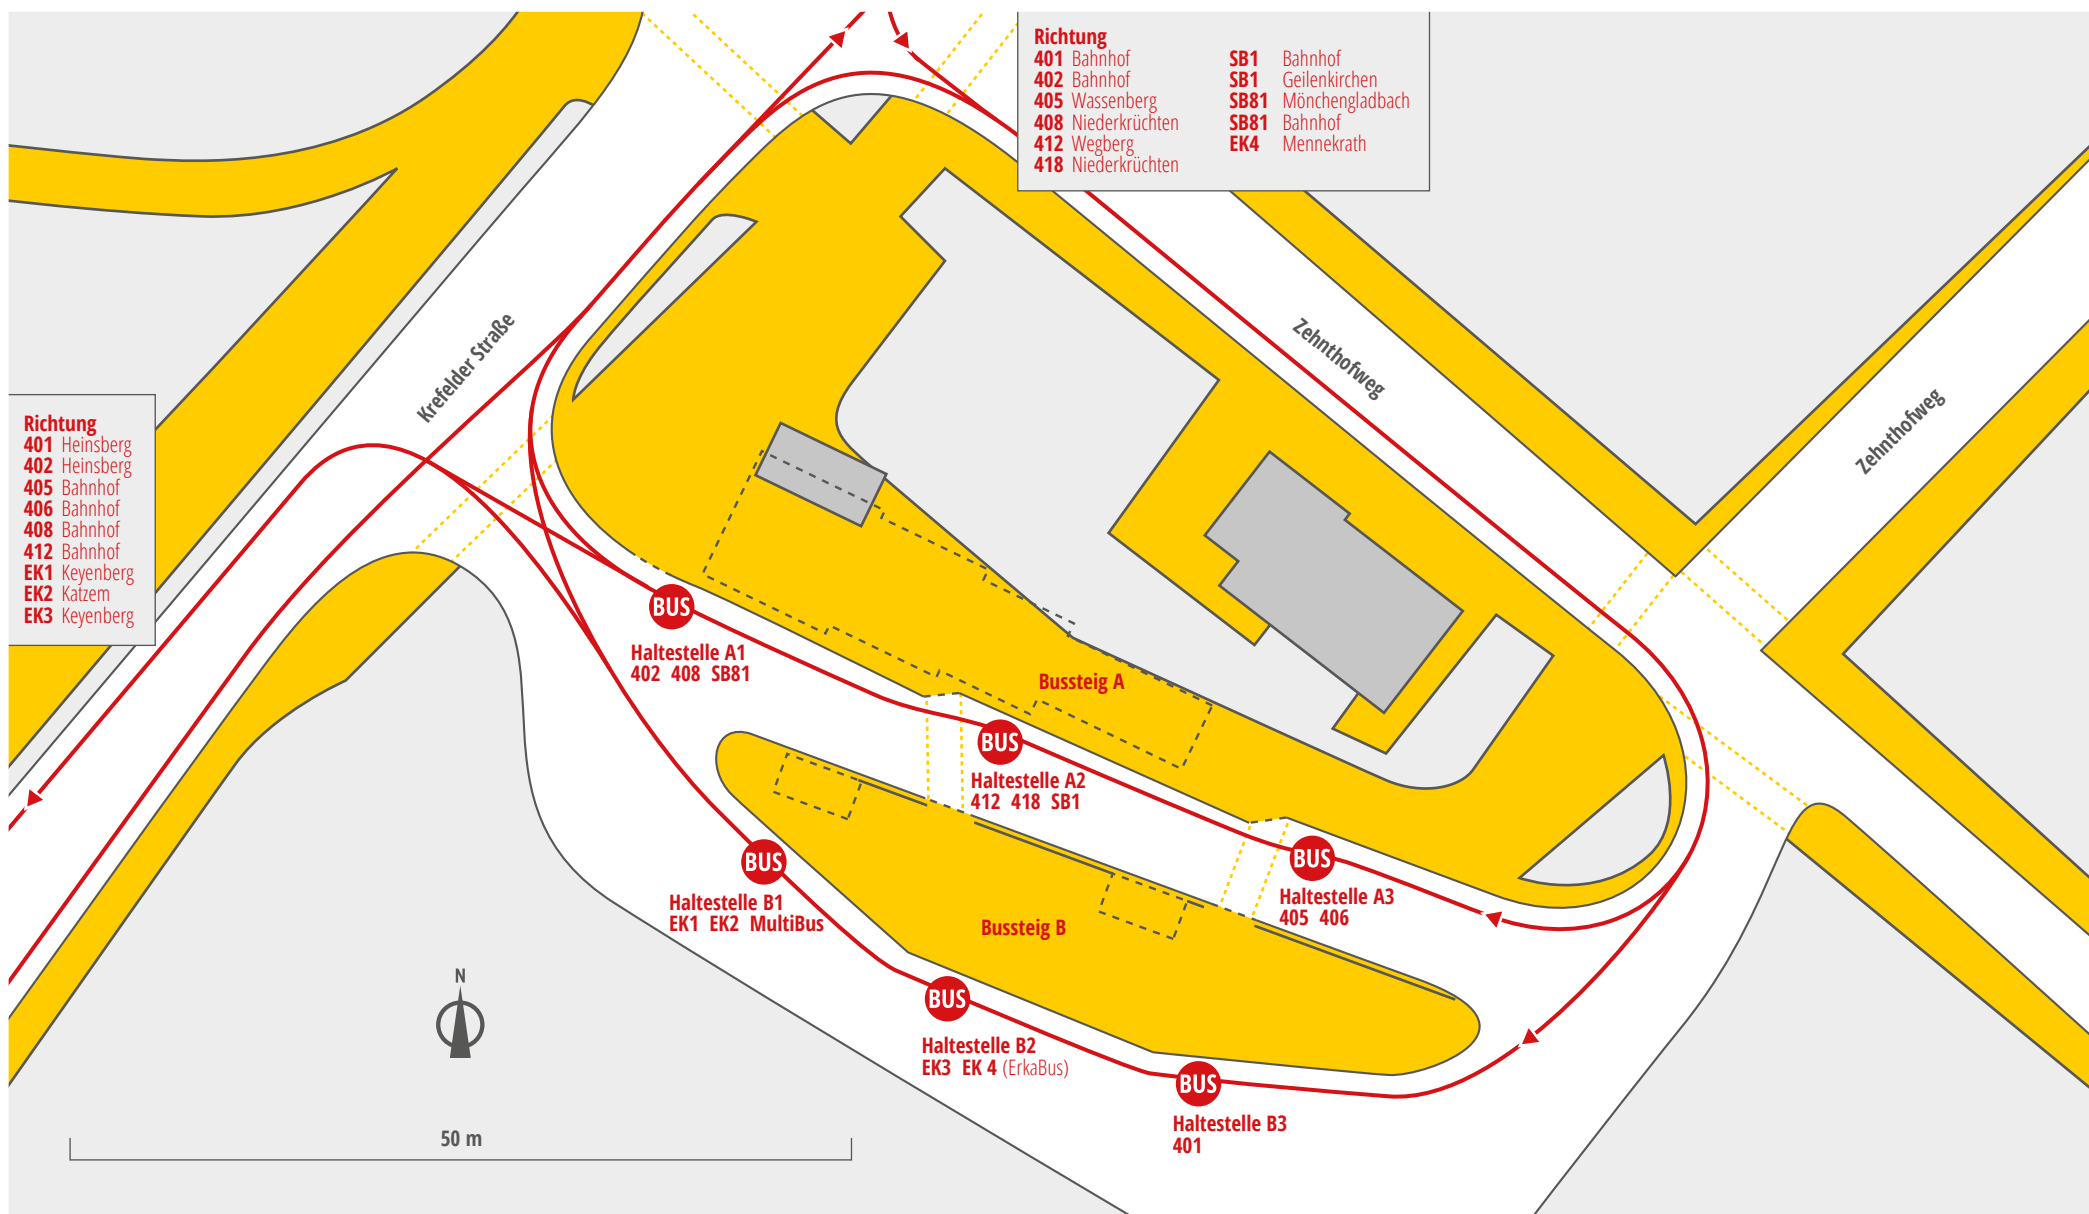 Richtung
401 Bahnhof
402 Bahnhof
405 Wassenberg
408 Niederkrüchten
412 Wegberg
418 Niederkrüchten
SB1 Bahnhof
SB1 Geilenkirchen
SB81 Mönchengladbach
SB81 Bahnhof
EK4 Mennekrath
Krefelder Straße
Zehnthofweg
Zehnthofweg
Richtung
401 Heinsberg
402 Heinsberg
405 Bahnhof
406 Bahnhof
408 Bahnhof
412 Bahnhof
EK1 Keyenberg
EK2 Katzem
EK3 Keyenberg
BUS
Haltestelle A1
402 408 SB81
Bussteig A
BUS
Haltestelle A2
412 418 SB1
BUS
Haltestelle A3
405 406
BUS
Haltestelle B1
EK1 EK2 MultiBus
Bussteig B
BUS
Haltestelle B2
EK3 EK 4 (ErkaBus)
BUS
Haltestelle B3
401
N
50 m